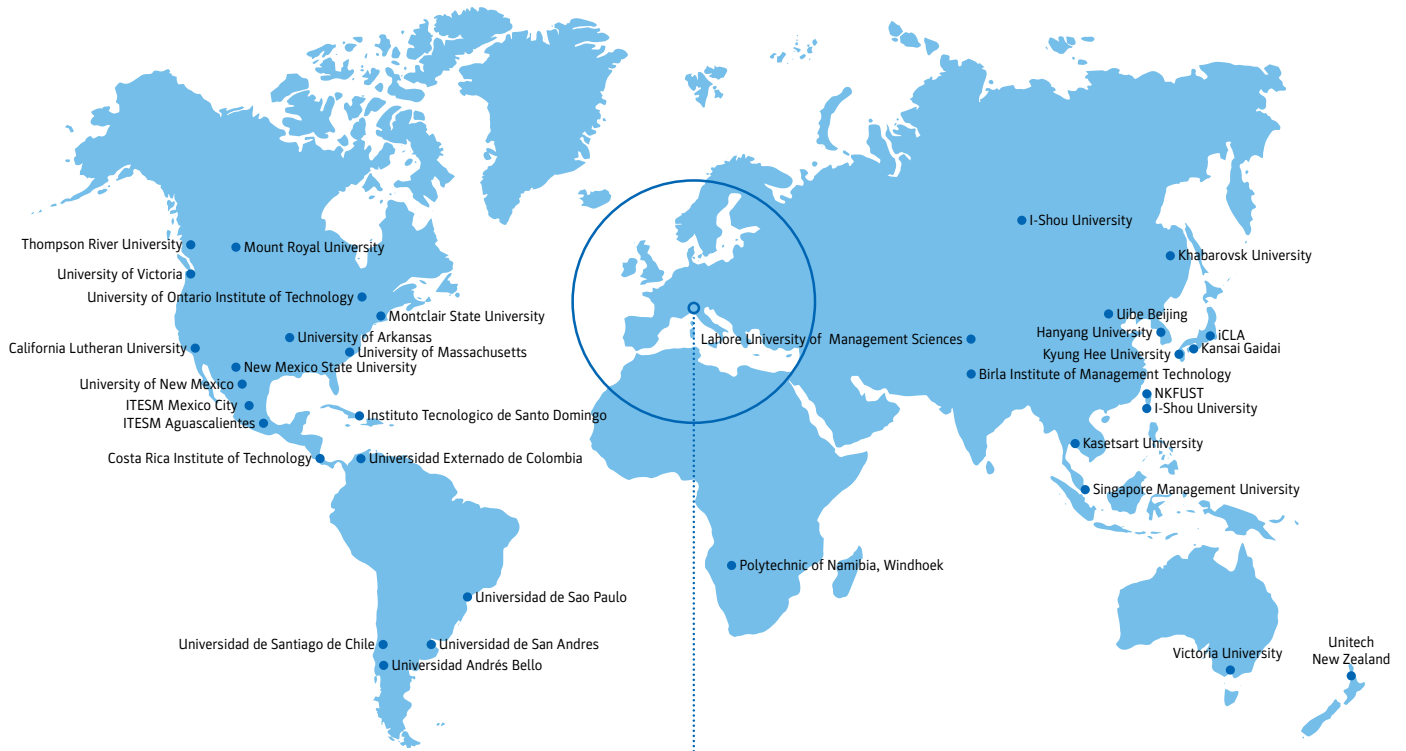 I-Shou University
Thompson River University
Mount Royal University
Khabarovsk University
University of Victoria
University of Ontario Institute of Technology
Montclair State University
Uibe Beijing
University of Arkansas
Hanyang University
iCLA
Lahore University of Management Sciences
California Lutheran University
University of Massachusetts
Kyung Hee University
Kansai Gaidai
New Mexico State University
Birla Institute of Management Technology
University of New Mexico
NKFUST
ITESM Mexico City
I-Shou University
Instituto Tecnologico de Santo Domingo
ITESM Aguascalientes
Kasetsart University
Costa Rica Institute of Technology
Universidad Externado de Colombia
Singapore Management University
Polytechnic of Namibia, Windhoek
Universidad de Sao Paulo
Universidad de Santiago de Chile
Universidad de San Andres
Unitech
New Zealand
Victoria University
Universidad Andrés Bello